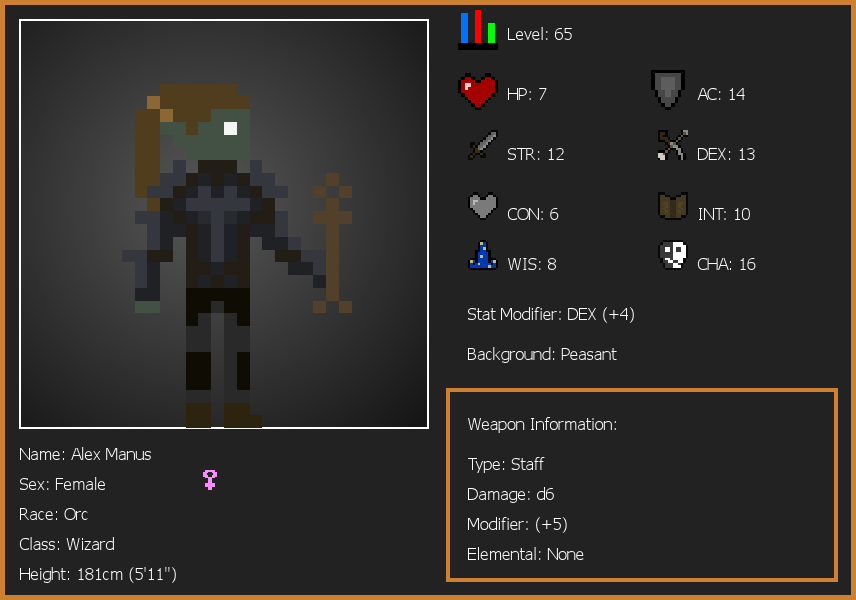 Level: 65
HP: 7
AC: 14
STR: 12
DEX: 13
CON: 6
INT: 10
WIS: 8
CHA: 16
Stat Modifier: DEX (+4)
Background: Peasant
Weapon Information:
Type: Staff
Damage: d6
Modifier: (+5)
Elemental: None
Name: Alex Manus
Sex: Female
Race: Orc
Class: Wizard
Height: 181cm (5'11")